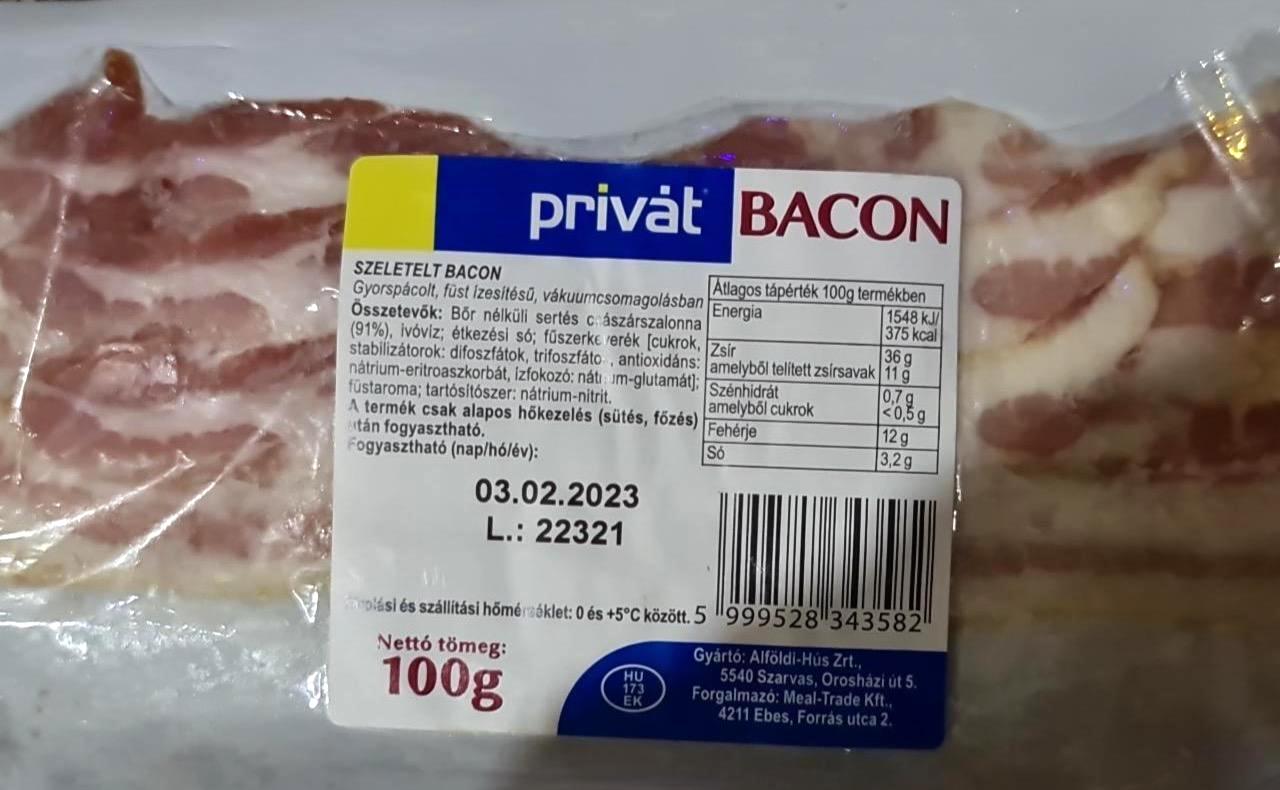 privát BACON
SZELETELT BACON
Gyorspácolt, füst ízesítésű, vákuumcsomagolásban
Összetevők: Bőr nélküli sertés császárszalonna
(91%), ivóvíz; étkezési só; fűszerkeverék [cukrok,
stabilizátorok: difoszfátok, trifoszfáto , antioxidáns:
nátrium-eritroaszkorbát, ízfokozó: nátrium-glutamát];
füstaroma; tartósítószer: nátrium-nitrit.
A termék csak alapos hőkezelés (sütés, főzés)
után fogyasztható.
Fogyasztható (nap/hó/év):
03.02.2023
L.: 22321
Átlagos tápérték 100g termékben
Energia 1548 kJ/
375 kcal
Zsír 36 g
amelyből telített zsírsavak 11 g
Szénhidrát 0,7 g
amelyből cukrok <0,5 g
Fehérje 12 g
Só 3,2 g
és szállítási hőmérséklet: 0 és +5°C között.
5 999528 343582
Nettó tömeg:
100g
HU
173
EK
Gyártó: Alföldi-Hús Zrt.,
5540 Szarvas, Orosházi út 5.
Forgalmazó: Meal-Trade Kft.,
4211 Ebes, Forrás utca 2.